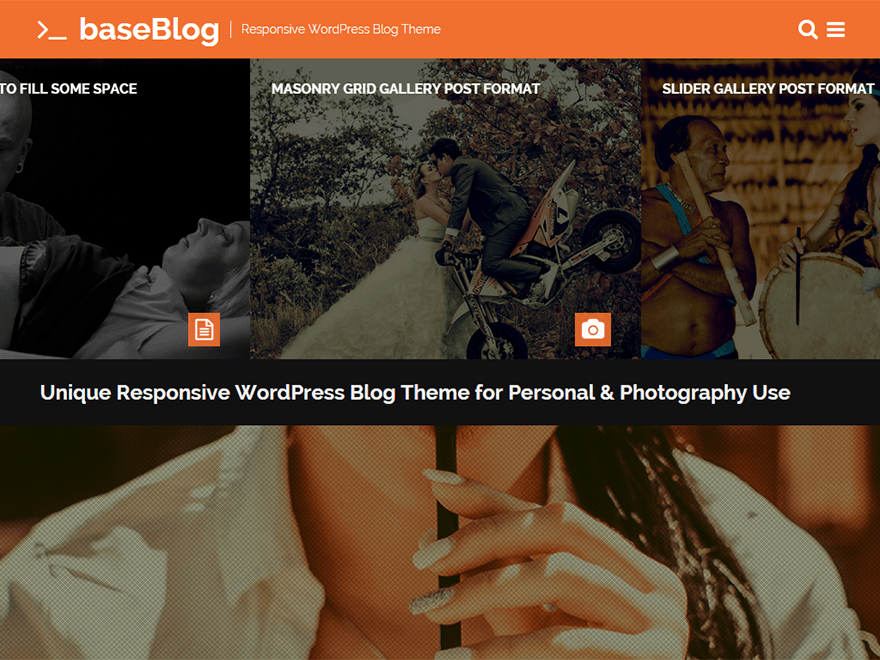 >_ baseBlog
Responsive WordPress Blog Theme
TO FILL SOME SPACE
MASONRY GRID GALLERY POST FORMAT
SLIDER GALLERY POST FORMAT
Unique Responsive WordPress Blog Theme for Personal & Photography Use